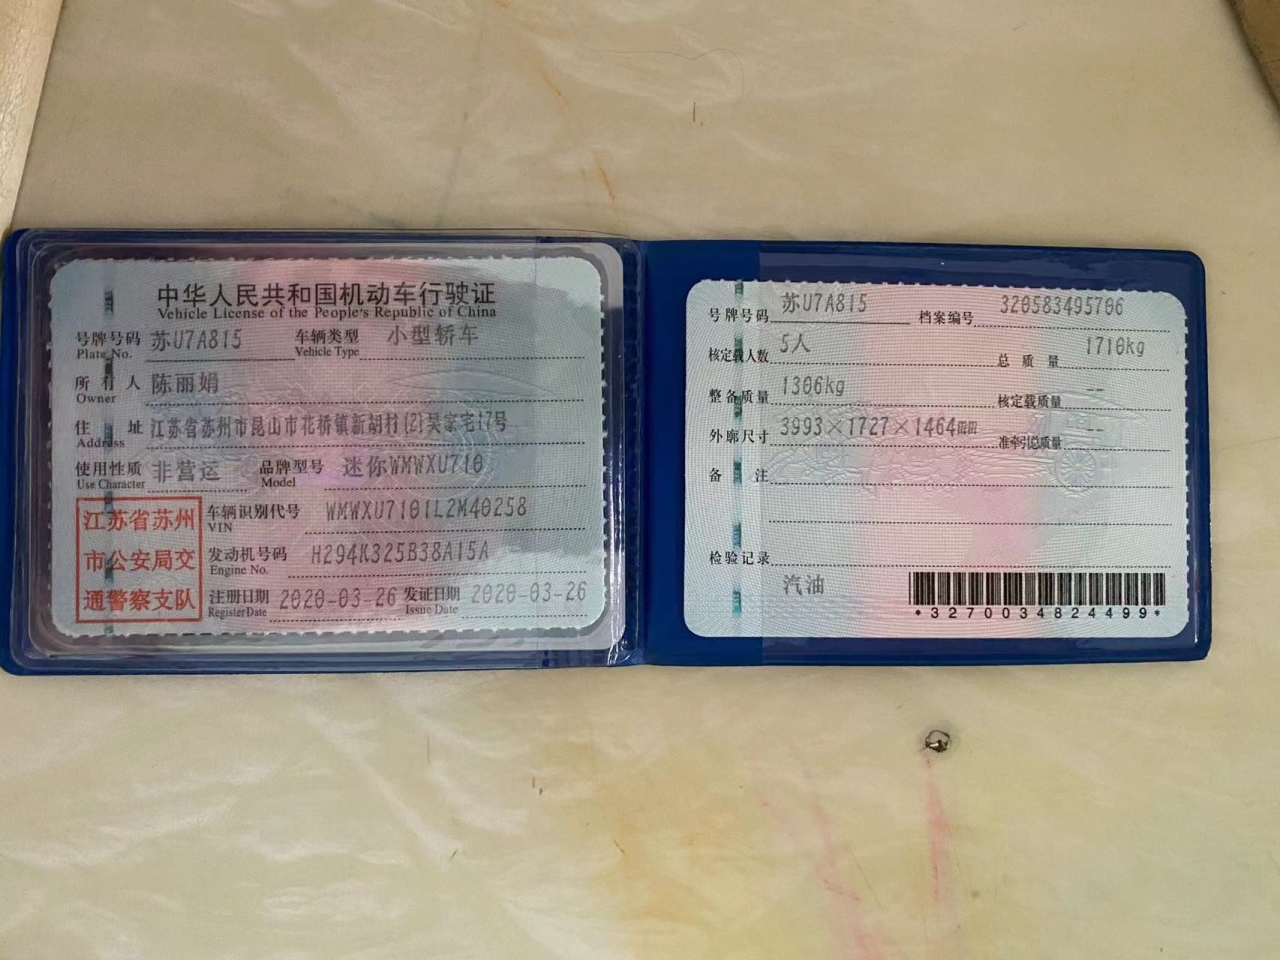 中华人民共和国机动车行驶证
Vehicle License of the People's Republic of China
号牌号码 苏U7A815 车辆类型 小型轿车
Plate No. Vehicle Type
所有人 陈丽娟
Owner
住址 江苏省苏州市昆山市花桥镇新胡村(2)吴家宅17号
Address
使用性质 非营运 品牌型号 迷你WMWXU710
Use Character Model
江苏省苏州
市公安局交
通警察支队
车辆识别代号 WMWXU7101L2M40258
VIN
发动机号码 H294K325B38A15A
Engine No.
注册日期 2020-03-26 发证日期 2020-03-26
Register Date Issue Date
号牌号码 苏U7A815 档案编号 320583495706
核定载人数 5人 总质量 1710kg
整备质量 1306kg 核定载质量 --
外廓尺寸 3993×1727×1464mm 准牵引总质量 --
备注
检验记录
汽油
*3270034824499*